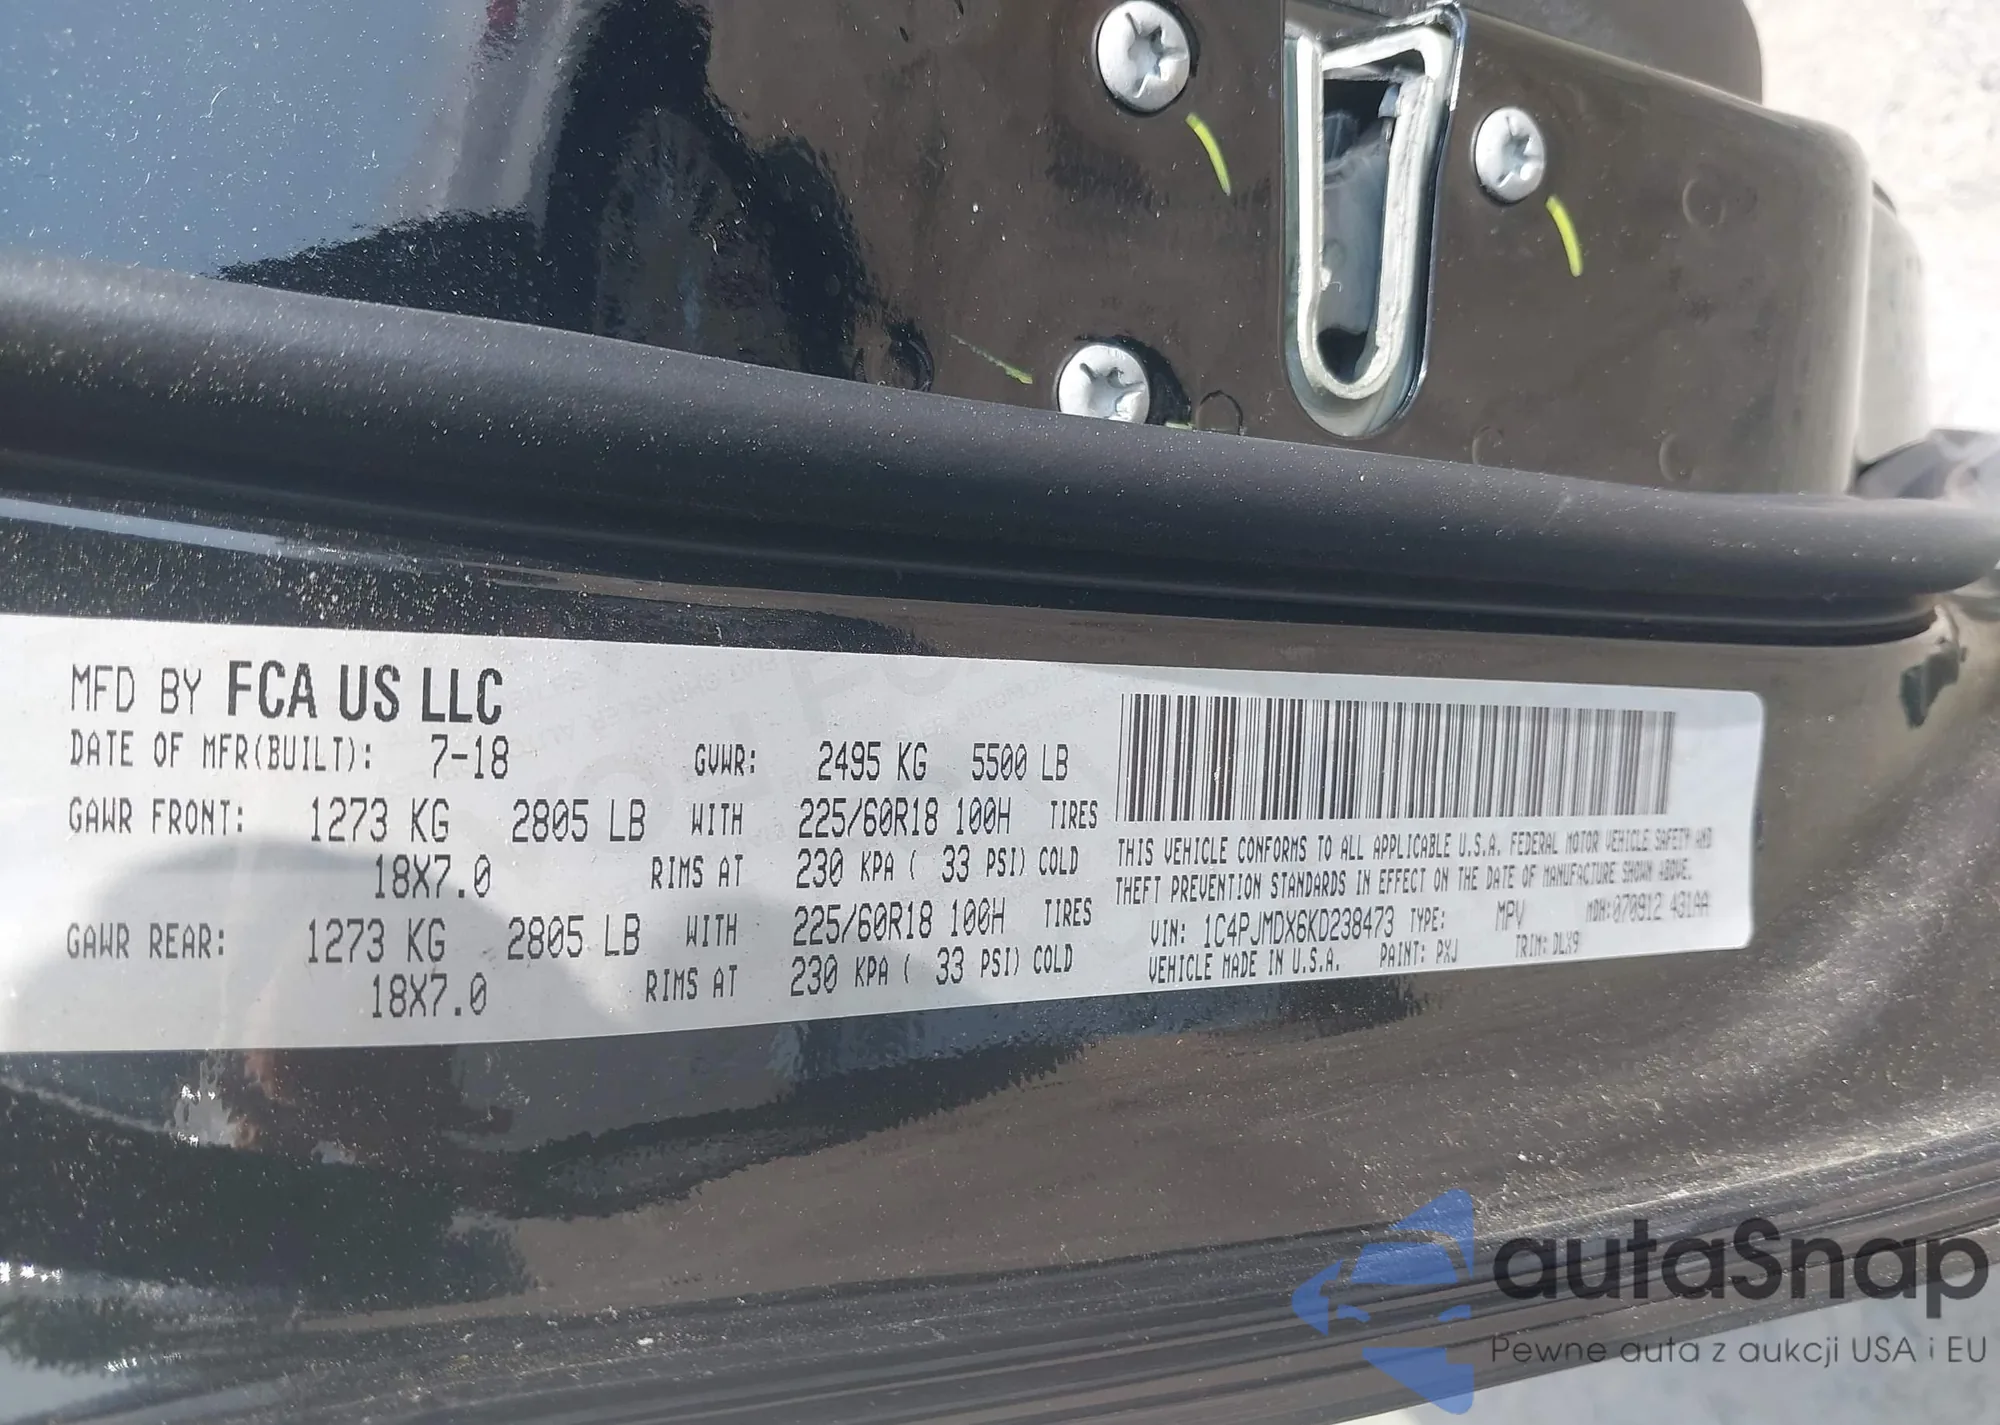 MFD BY FCA US LLC
DATE OF MFR(BUILT): 7-18 GVWR: 2495 KG 5500 LB
GAWR FRONT: 1273 KG 2805 LB WITH 225/60R18 100H TIRES
18X7.0 RIMS AT 230 KPA ( 33 PSI) COLD
GAWR REAR: 1273 KG 2805 LB WITH 225/60R18 100H TIRES
18X7.0 RIMS AT 230 KPA ( 33 PSI) COLD
THIS VEHICLE CONFORMS TO ALL APPLICABLE U.S.A. FEDERAL MOTOR VEHICLE SAFETY AND
THEFT PREVENTION STANDARDS IN EFFECT ON THE DATE OF MANUFACTURE SHOWN ABOVE.
VIN: 1C4PJMDX6KD238473 TYPE: MPV MDH:070912 431AA
VEHICLE MADE IN U.S.A. PAINT: PXJ TRIM: DLX9
autaSnap
Pewne auta z aukcji USA i EU